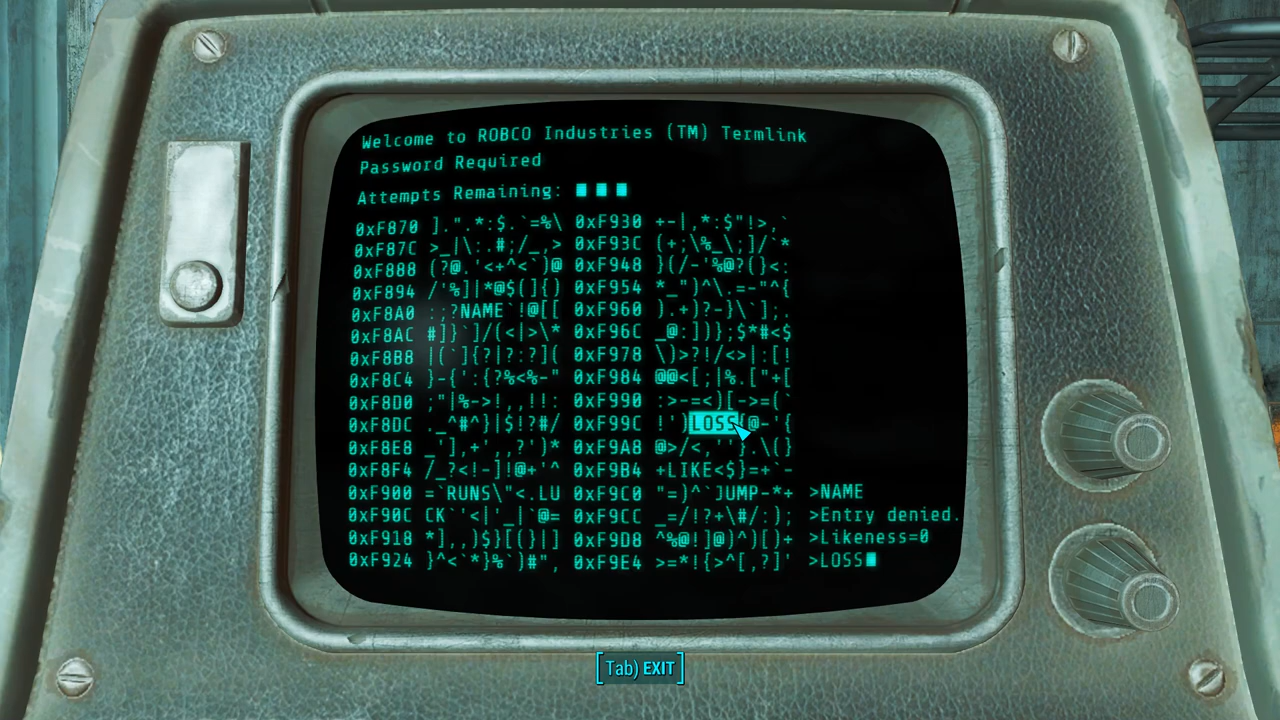 Welcome to ROBCO Industries (TM) Termlink
Password Required
Attempts Remaining: ■ ■ ■
0xF870 ].".*:$.`=%\ 0xF930 +-|,*:$"!>,`
0xF87C >_|\:.#;/_,> 0xF93C (+;\%_\;]/`*
0xF888 (?@.'<+^<`)@ 0xF948 }(/-'%@?()<:
0xF894 /'%]|*@$(]{) 0xF954 *_")^\.=-"^{
0xF8A0 :;?NAME`!@[[ 0xF960 ).+)?-}\`];.
0xF8AC #]}`]/(<|>\* 0xF96C _@:])};$*#<$
0xF8B8 |(`]{?|?:?]( 0xF978 \)>?!/<>|:[!
0xF8C4 }-{':{?%<%-" 0xF984 @@<[;|%.["+[
0xF8D0 ;"|%->!,,!!: 0xF990 :>-=<)[->=(`
0xF8DC ._^#^}|$!?#/ 0xF99C !')LOSS[@-'{
0xF8E8 _'],+',,?')* 0xF9A8 @>/<,''}.\(}
0xF8F4 /_?<!-]!@+'^ 0xF9B4 +LIKE<$}=+`-
0xF900 =`RUNS\"<.LU 0xF9C0 "=)^`JUMP-*+ >NAME
0xF90C CK``'<|'_|`@= 0xF9CC _=/!?+\#/:); >Entry denied.
0xF918 *],,)$}[(}|] 0xF9D8 ^%@!]@)^)[)+ >Likeness=0
0xF924 }^<`*}%`)#", 0xF9E4 >=*!{>^[,?]' >LOSS■
[Tab) EXIT]